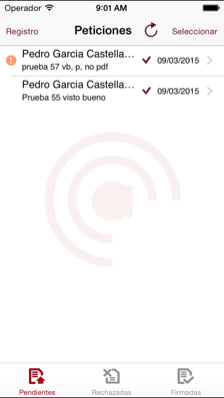 Operador 9:01 AM
Registro Peticiones Seleccionar
Pedro Garcia Castella…
prueba 57 vb, p, no pdf 09/03/2015
Pedro Garcia Castella…
Prueba 55 visto bueno 09/03/2015
Pendientes Rechazadas Firmadas